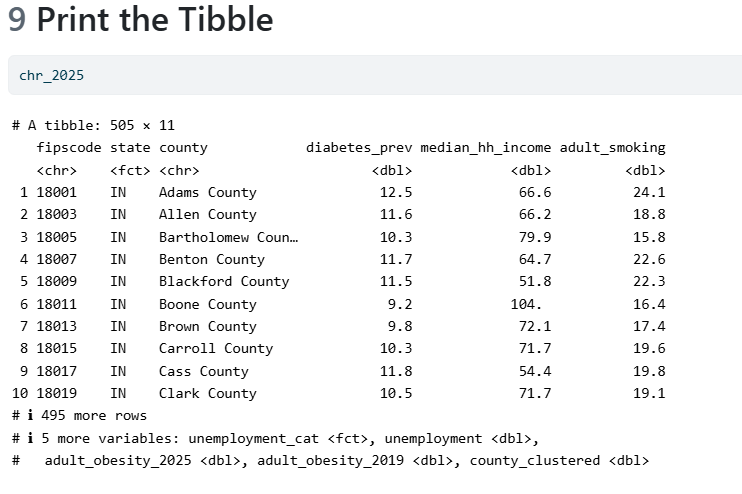 9 Print the Tibble
chr_2025
# A tibble: 505 × 11
   fipscode state county             diabetes_prev median_hh_income adult_smoking
   <chr>    <fct> <chr>                      <dbl>            <dbl>         <dbl>
 1 18001    IN    Adams County                12.5             66.6          24.1
 2 18003    IN    Allen County                11.6             66.2          18.8
 3 18005    IN    Bartholomew Coun…           10.3             79.9          15.8
 4 18007    IN    Benton County               11.7             64.7          22.6
 5 18009    IN    Blackford County            11.5             51.8          22.3
 6 18011    IN    Boone County                 9.2            104.           16.4
 7 18013    IN    Brown County                 9.8             72.1          17.4
 8 18015    IN    Carroll County              10.3             71.7          19.6
 9 18017    IN    Cass County                 11.8             54.4          19.8
10 18019    IN    Clark County                10.5             71.7          19.1
# ℹ 495 more rows
# ℹ 5 more variables: unemployment_cat <fct>, unemployment <dbl>,
#   adult_obesity_2025 <dbl>, adult_obesity_2019 <dbl>, county_clustered <dbl>